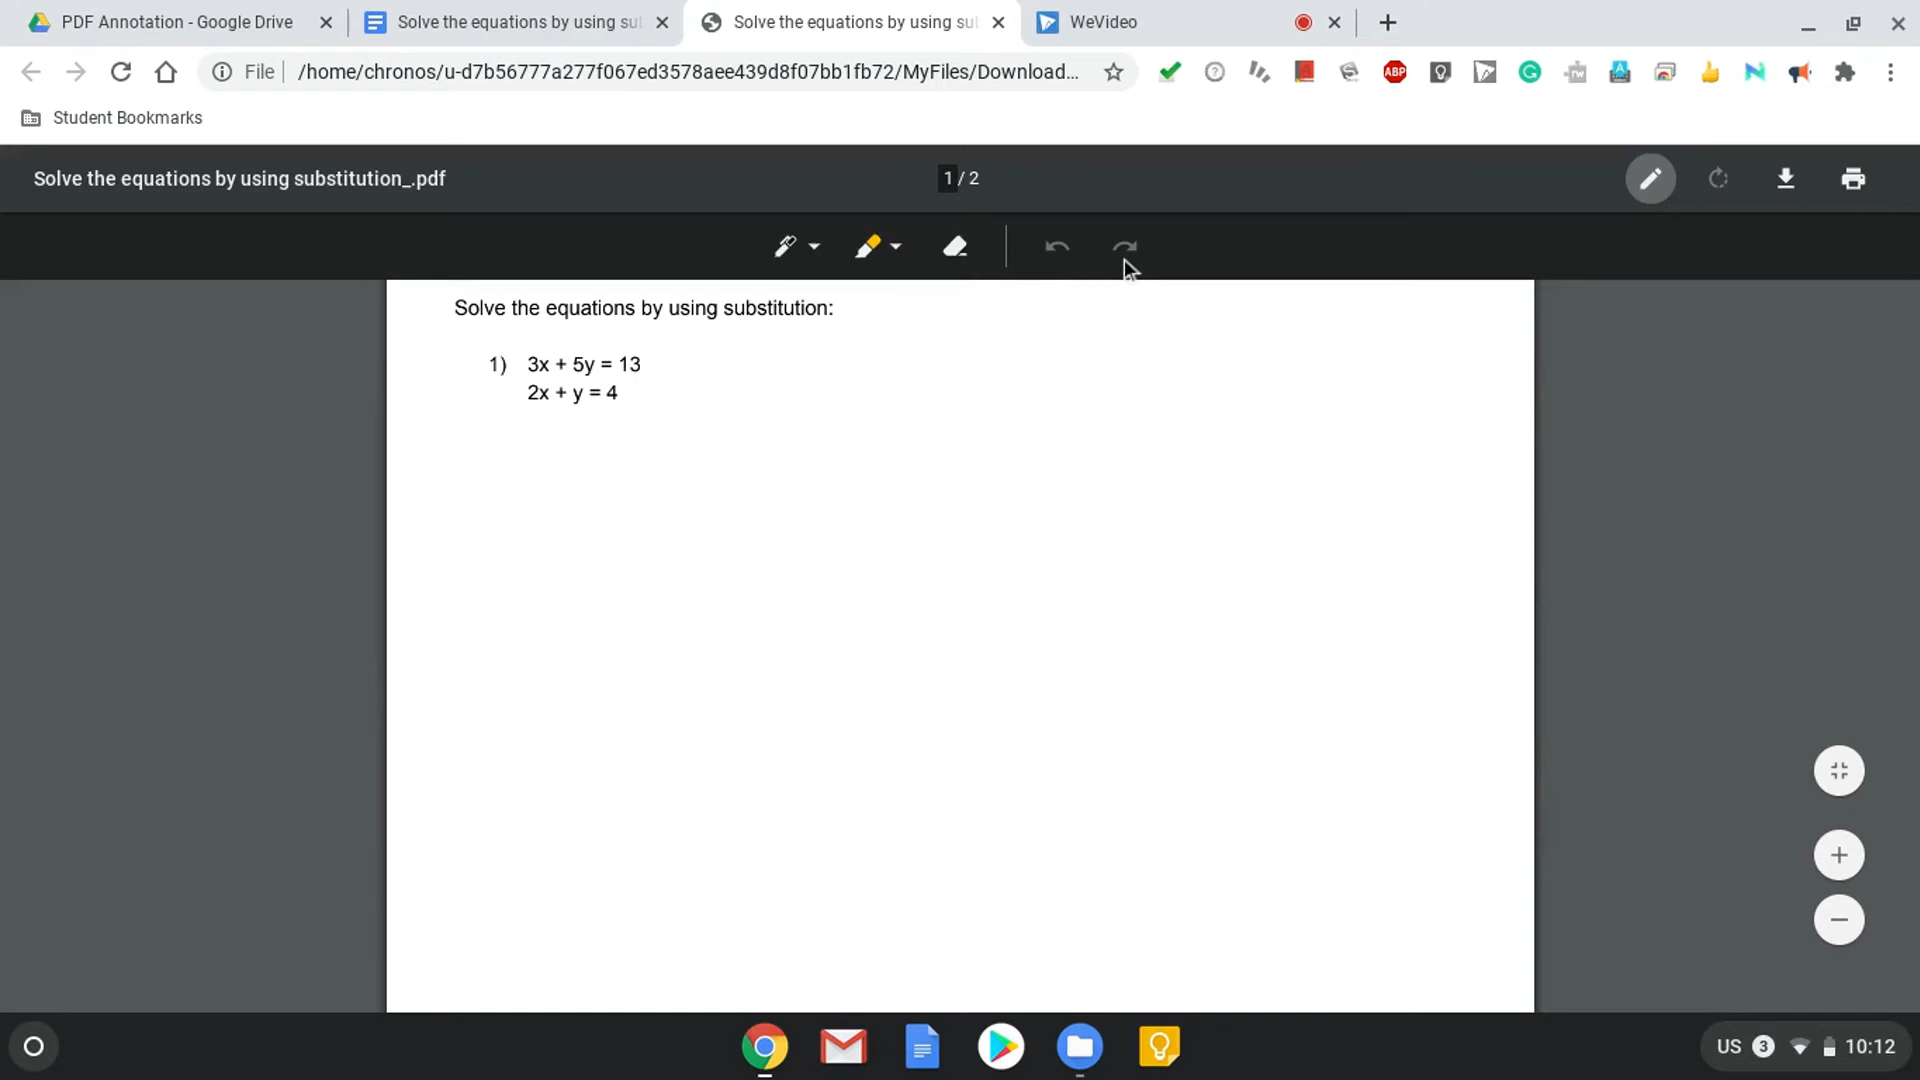 PDF Annotation - Google Drive
Solve the equations by using su
Solve the equations by using su
WeVideo
File
/home/chronos/u-d7b56777a277f067ed3578aee439d8f07bb1fb72/MyFiles/Download...
ABP
Student Bookmarks
Solve the equations by using substitution_.pdf
1 / 2
Solve the equations by using substitution:
1) 3x + 5y = 13
2x + y = 4
US 3 10:12